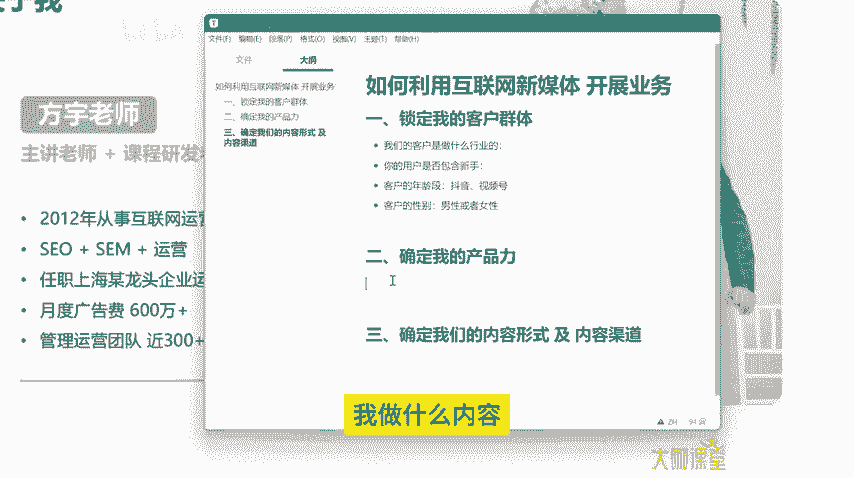 方宇老师
主讲老师 + 课程研发
• 2012年从事互联网运营
• SEO + SEM + 运营
• 任职上海某龙头企业运
• 月度广告费 600万+
• 管理运营团队 近300+
文件(F) 编辑(E) 段落(P) 格式(O) 视图(V) 主题(T) 帮助(H)
文件 大纲
如何利用互联网新媒体 开展业务
一、锁定我的客户群体
二、确定我的产品力
三、确定我们的内容形式 及
内容渠道
如何利用互联网新媒体 开展业务
一、锁定我的客户群体
• 我们的客户是做什么行业的:
• 你的用户是否包含新手:
• 客户的年龄段: 抖音、视频号
• 客户的性别: 男性或者女性
二、确定我的产品力
三、确定我们的内容形式 及 内容渠道
我做什么内容
ZH 94 词